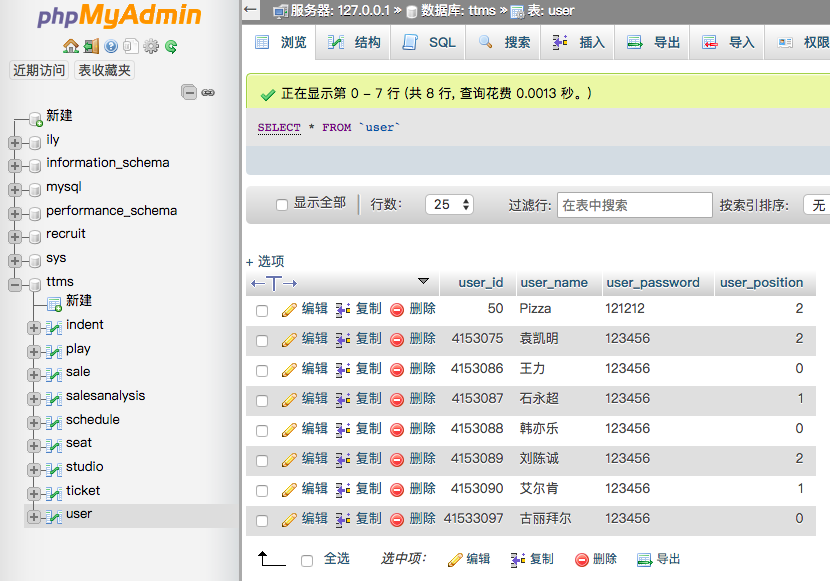 phpMyAdmin
近期访问 表收藏夹
新建
ily
information_schema
mysql
performance_schema
recruit
sys
ttms
新建
indent
play
sale
salesanalysis
schedule
seat
studio
ticket
user
服务器: 127.0.0.1 » 数据库: ttms » 表: user
浏览 结构 SQL 搜索 插入 导出 导入 权限
正在显示第 0 - 7 行 (共 8 行, 查询花费 0.0013 秒。)
SELECT * FROM `user`
显示全部 行数: 25 过滤行: 在表中搜索 按索引排序: 无
+ 选项
←T→ user_id user_name user_password user_position
编辑 复制 删除 50 Pizza 121212 2
编辑 复制 删除 4153075 袁凯明 123456 2
编辑 复制 删除 4153086 王力 123456 0
编辑 复制 删除 4153087 石永超 123456 1
编辑 复制 删除 4153088 韩亦乐 123456 0
编辑 复制 删除 4153089 刘陈诚 123456 2
编辑 复制 删除 4153090 艾尔肯 123456 1
编辑 复制 删除 41533097 古丽拜尔 123456 0
全选 选中项: 编辑 复制 删除 导出